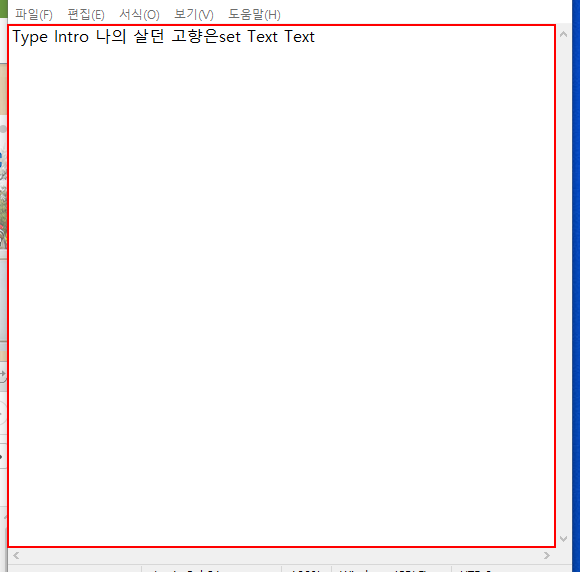 파일(F) 편집(E) 서식(O) 보기(V) 도움말(H)
Type Intro 나의 살던 고향은set Text Text